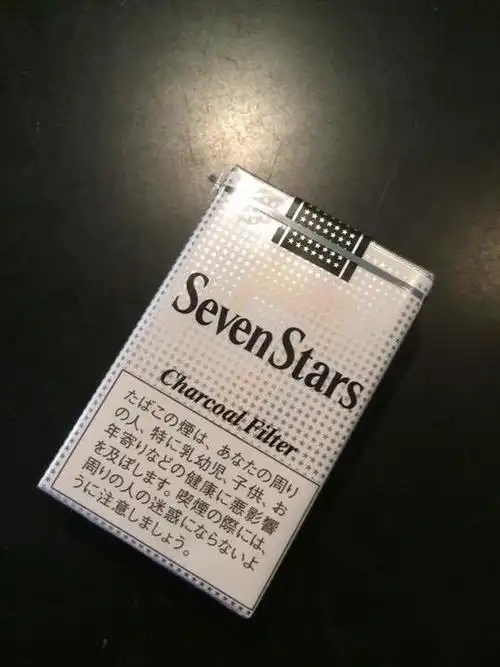 SevenStars
Charcoal Filter
たばこの煙は、あなたの周り
の人、特に乳幼児、子供、お
年寄りなどの健康に悪影響
を及ぼします。喫煙の際には、
周りの人の迷惑にならないよ
うに注意しましょう。